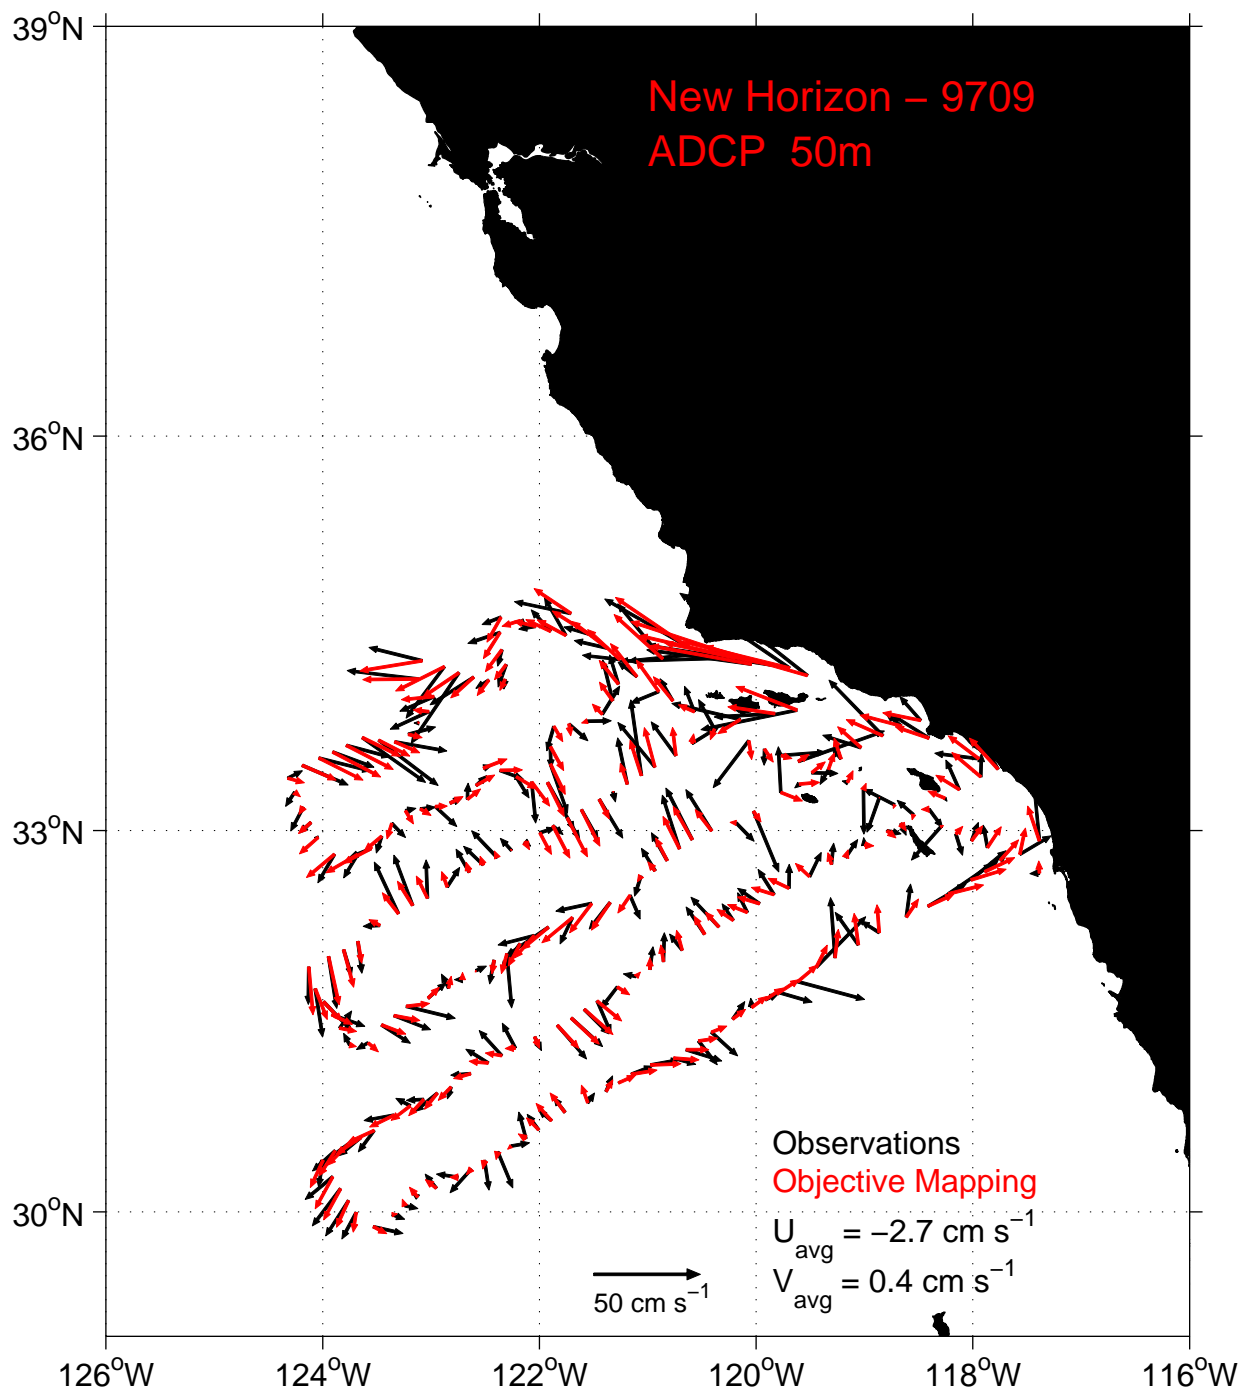 39°N
New Horizon – 9709
ADCP 50m
36°N
33°N
Observations
Objective Mapping
30°N
U_avg = −2.7 cm s⁻¹
V_avg = 0.4 cm s⁻¹
50 cm s⁻¹
126°W 124°W 122°W 120°W 118°W 116°W